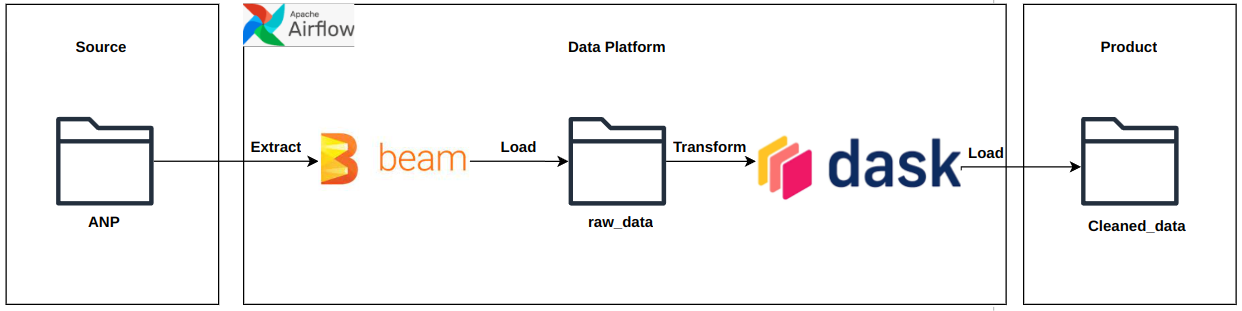 Source
Apache
Airflow
Data Platform
Product
Extract
beam
Load
Transform
dask
Load
ANP
raw_data
Cleaned_data